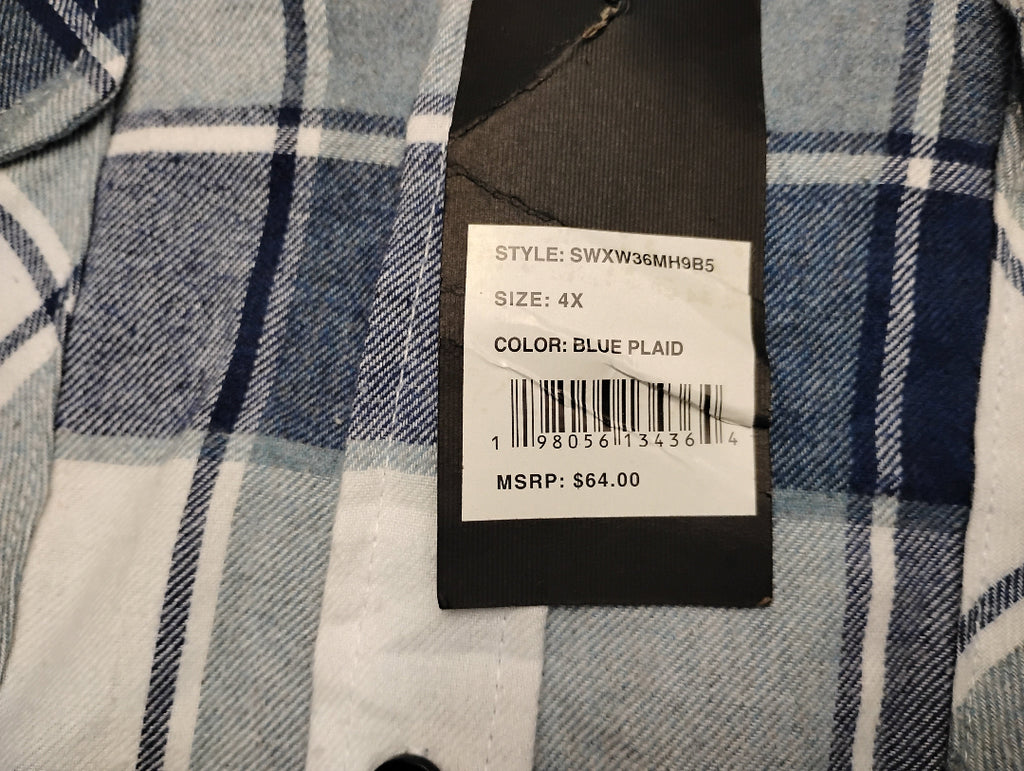 STYLE: SWXW36MH9B5
SIZE: 4X
COLOR: BLUE PLAID
1 98056 13436 4
MSRP: $64.00